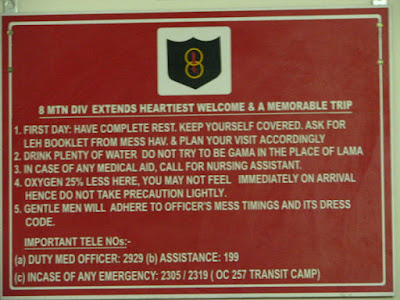 8
8 MTN DIV EXTENDS HEARTIEST WELCOME & A MEMORABLE TRIP
1. FIRST DAY: HAVE COMPLETE REST. KEEP YOURSELF COVERED. ASK FOR
LEH BOOKLET FROM MESS HAV. & PLAN YOUR VISIT ACCORDINGLY
2. DRINK PLENTY OF WATER DO NOT TRY TO BE GAMA IN THE PLACE OF LAMA
3. IN CASE OF ANY MEDICAL AID, CALL FOR NURSING ASSISTANT.
4. OXYGEN 25% LESS HERE, YOU MAY NOT FEEL IMMEDIATELY ON ARRIVAL
HENCE DO NOT TAKE PRECAUTION LIGHTLY.
5. GENTLE MEN WILL ADHERE TO OFFICER'S MESS TIMINGS AND ITS DRESS
CODE.
IMPORTANT TELE NOs:-
(a) DUTY MED OFFICER: 2929 (b) ASSISTANCE: 199
(c) INCASE OF ANY EMERGENCY: 2305 / 2319 ( OC 257 TRANSIT CAMP)